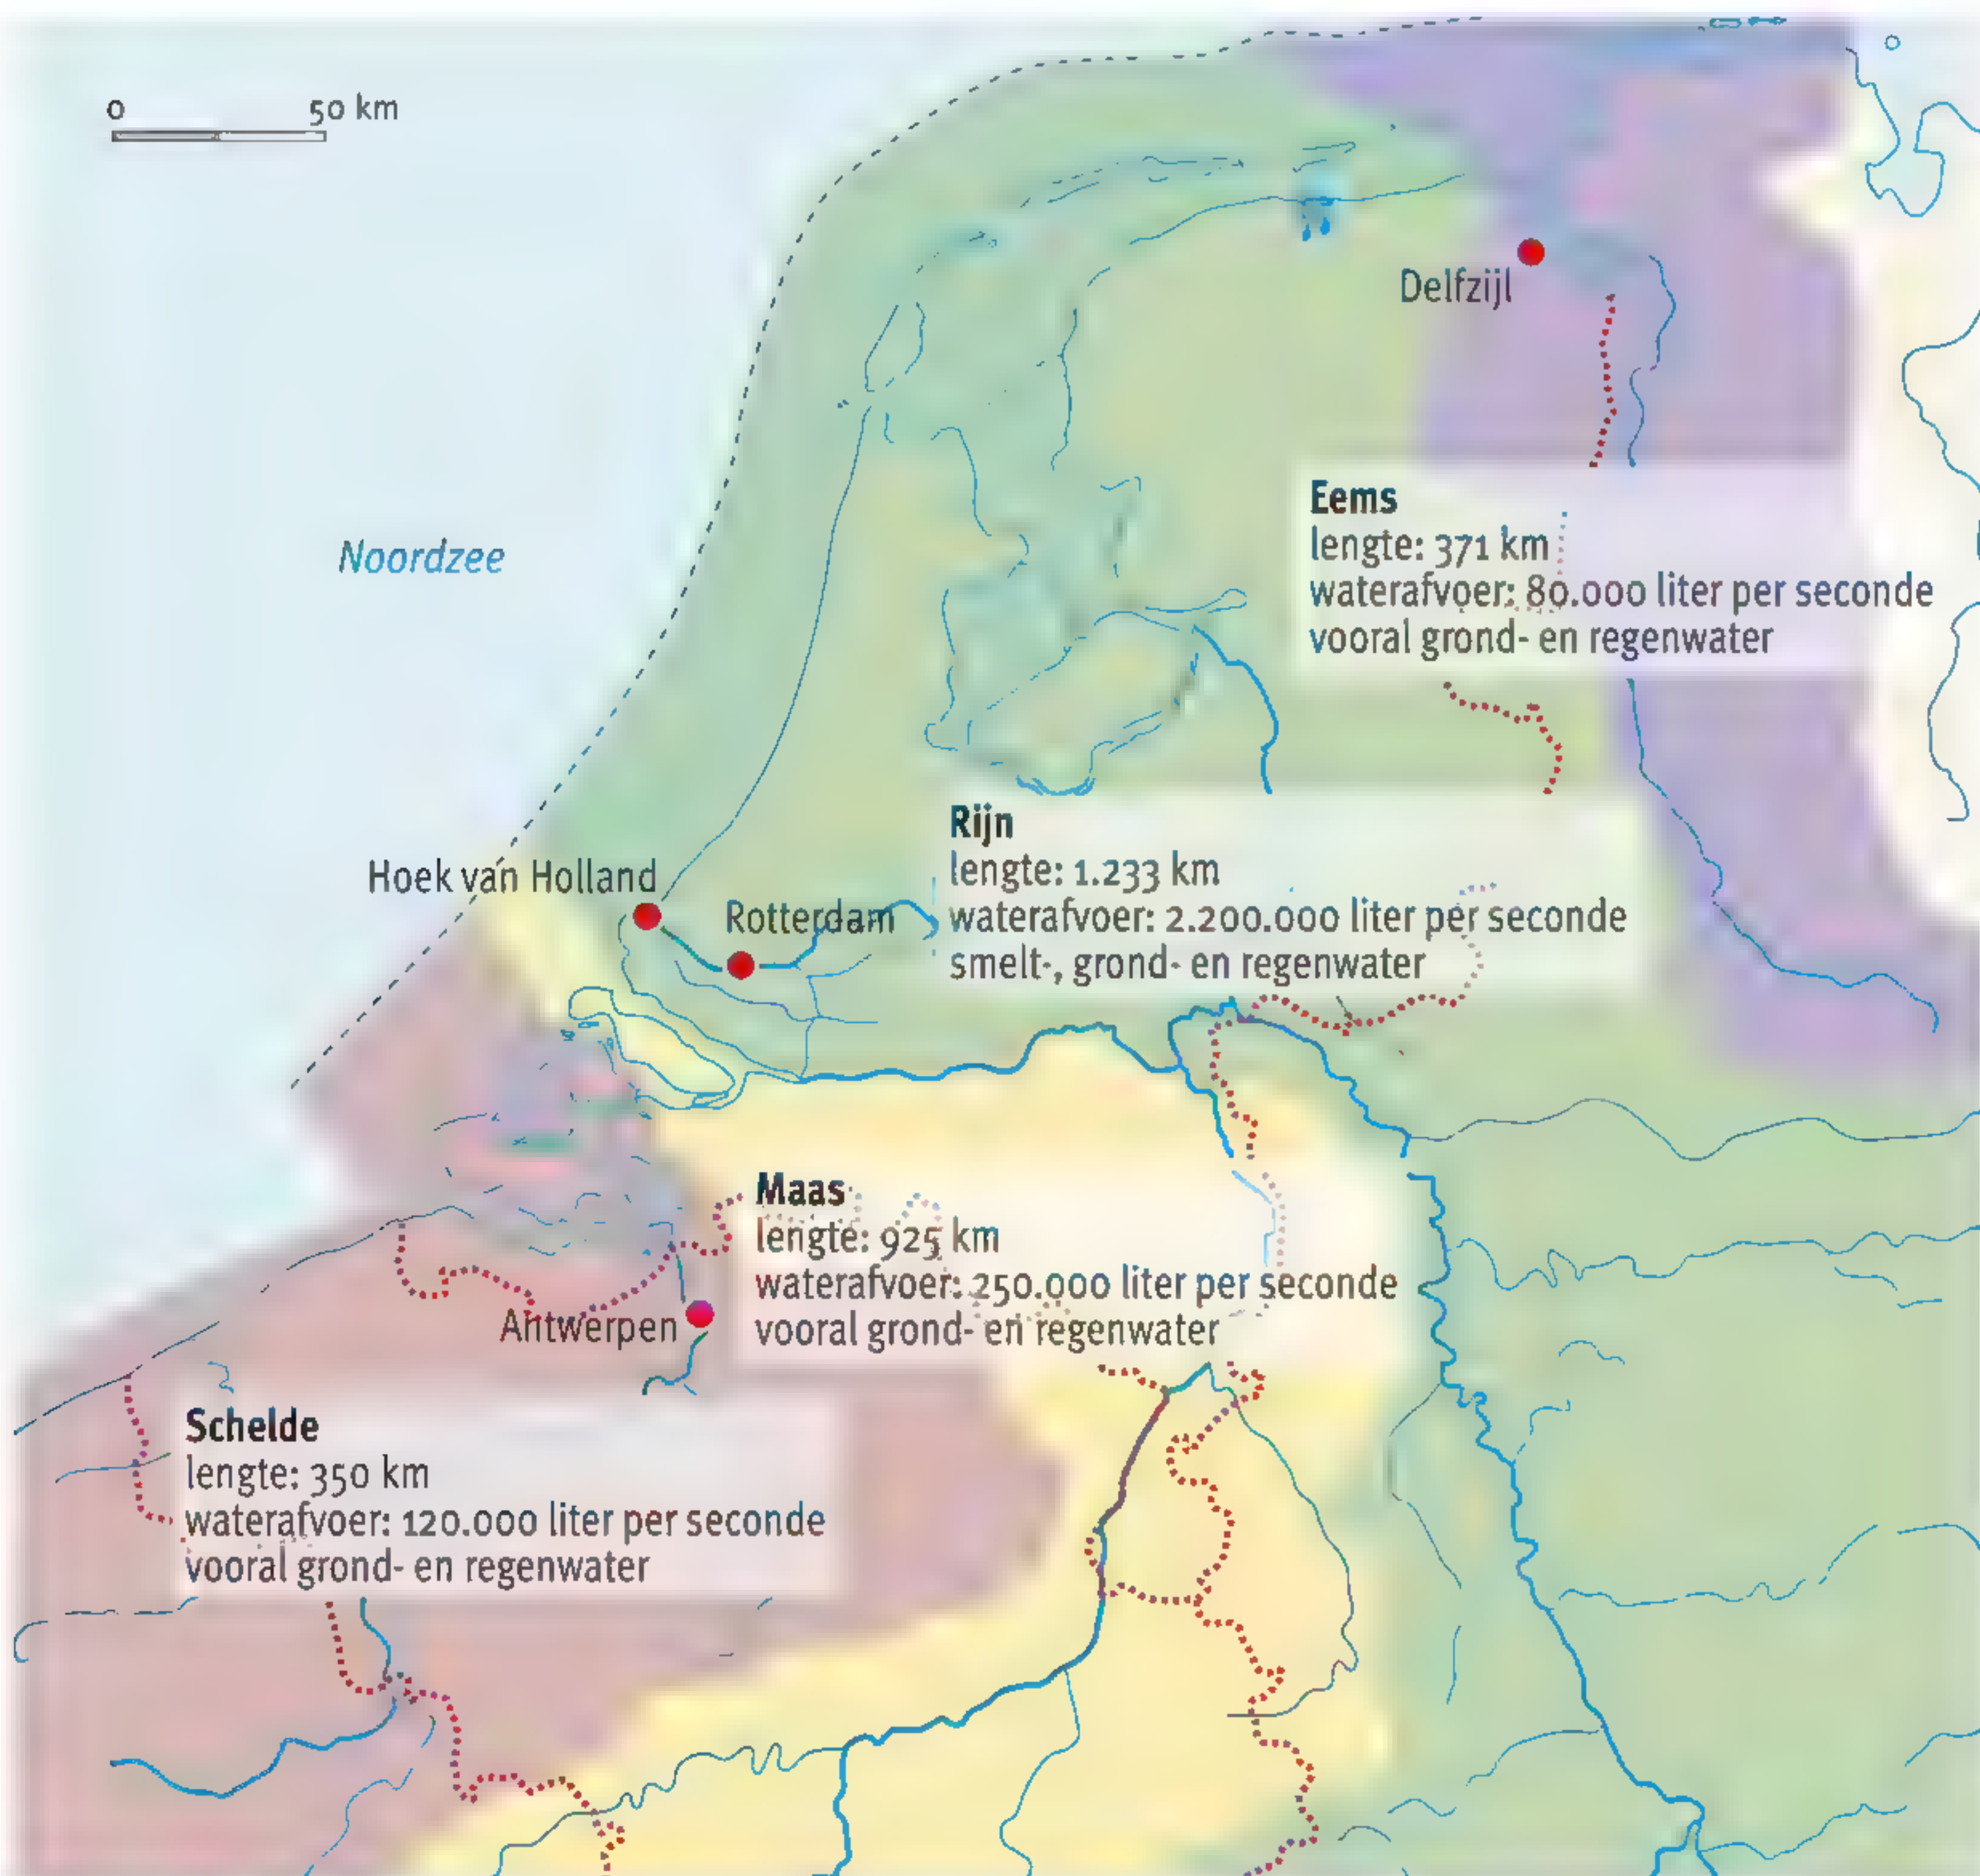 0 50 km
Delfzijl
Noordzee
Eems
lengte: 371 km
waterafvoer: 80.000 liter per seconde
vooral grond- en regenwater
Rijn
lengte: 1.233 km
waterafvoer: 2.200.000 liter per seconde
smelt-, grond- en regenwater
Hoek van Holland
Rotterdam
Maas
lengte: 925 km
waterafvoer: 250.000 liter per seconde
vooral grond- en regenwater
Antwerpen
Schelde
lengte: 350 km
waterafvoer: 120.000 liter per seconde
vooral grond- en regenwater